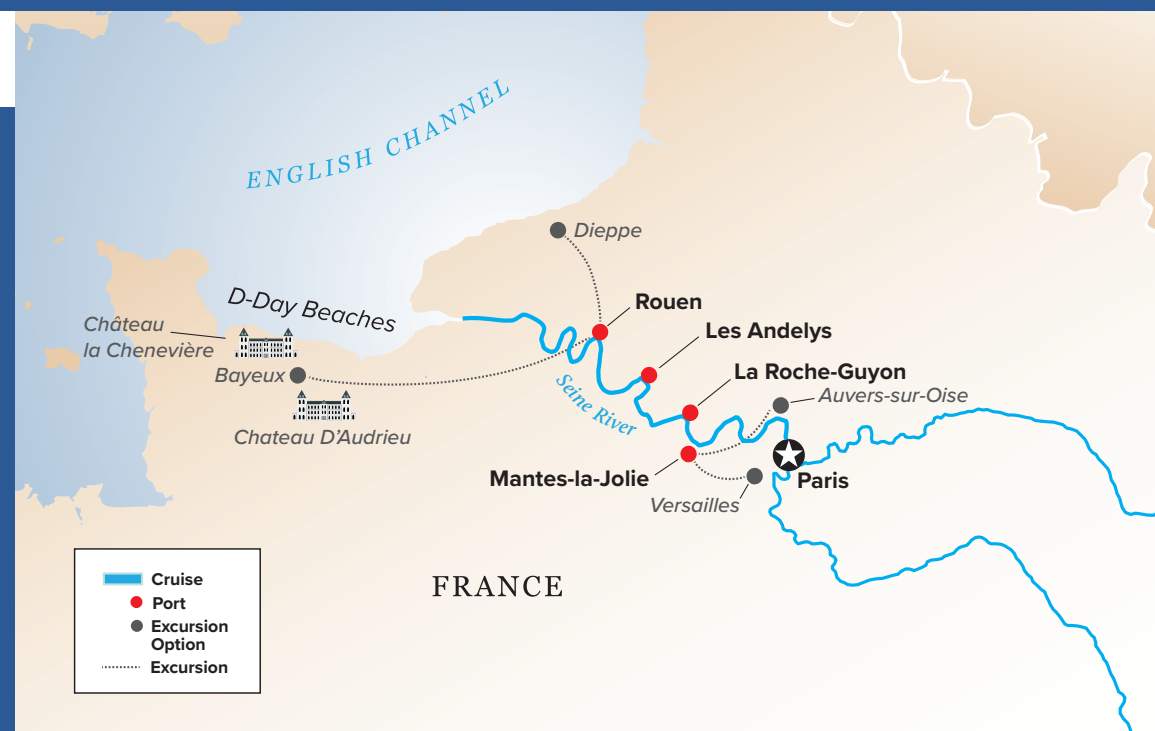 ENGLISH CHANNEL
Dieppe
D-Day Beaches
Rouen
Château
la Chenevière
Les Andelys
Bayeux
La Roche-Guyon
Seine River
Auvers-sur-Oise
Chateau D'Audrieu
Mantes-la-Jolie
Paris
Versailles
FRANCE
Cruise
Port
Excursion
Option
Excursion